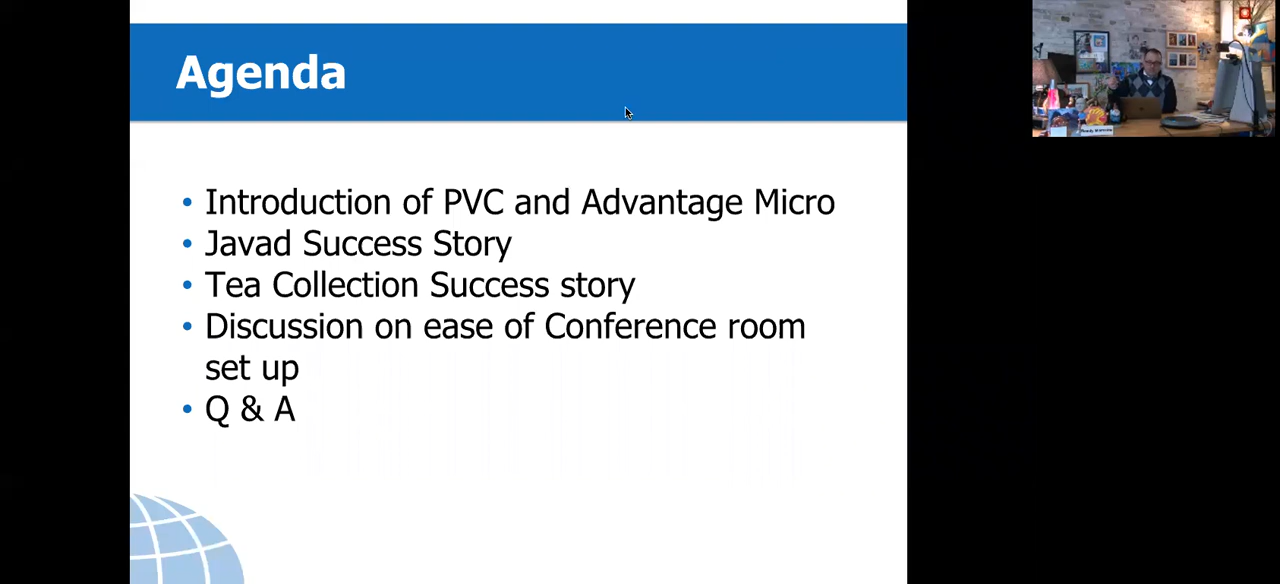 Agenda
• Introduction of PVC and Advantage Micro
• Javad Success Story
• Tea Collection Success story
• Discussion on ease of Conference room
set up
• Q & A